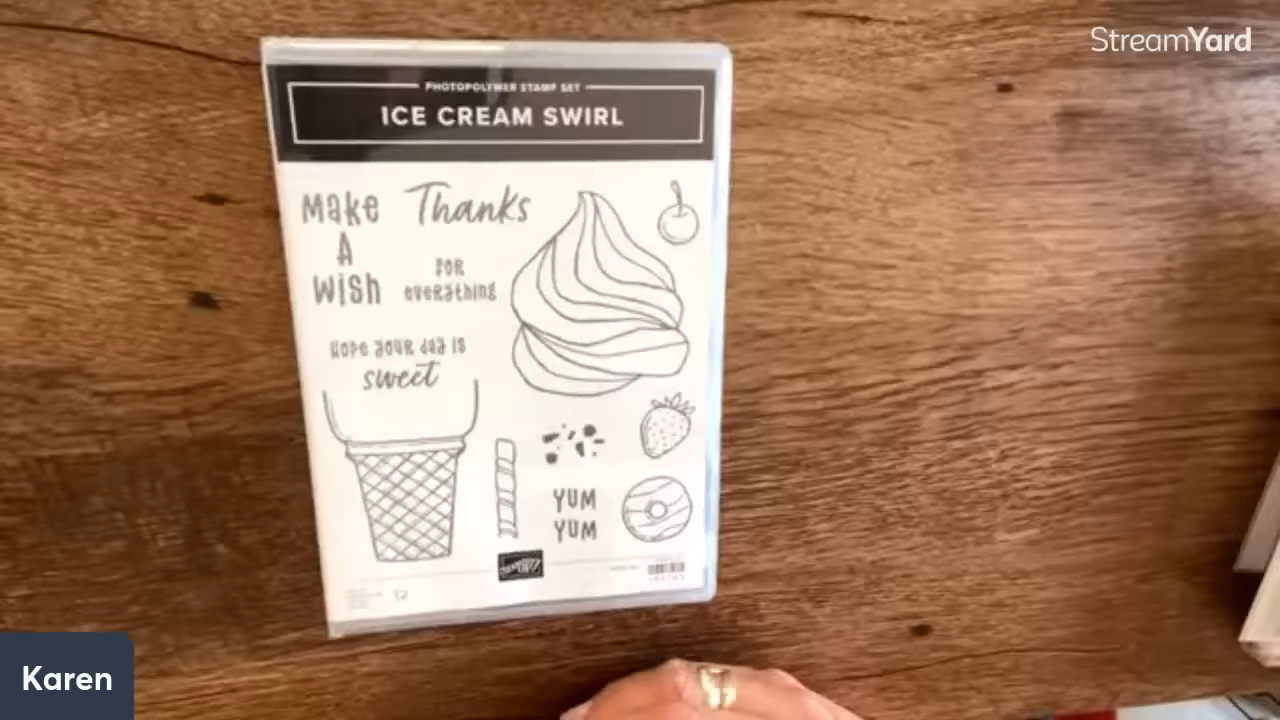 StreamYard
PHOTOPOLYMER STAMP SET
ICE CREAM SWIRL
Make
A
Wish
Thanks
FOR
everything
Hope your day is
sweet
YUM
YUM
12
Karen